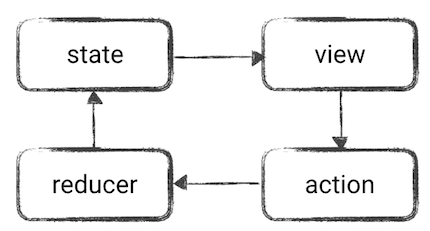 state
view
reducer
action